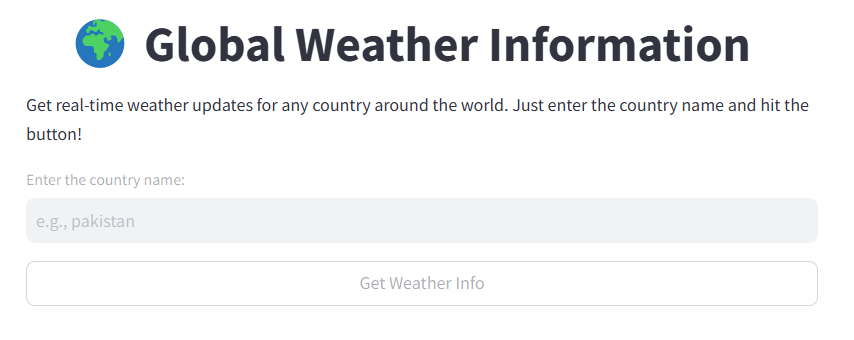 Global Weather Information
Get real-time weather updates for any country around the world. Just enter the country name and hit the
button!
Enter the country name:
e.g., pakistan
Get Weather Info